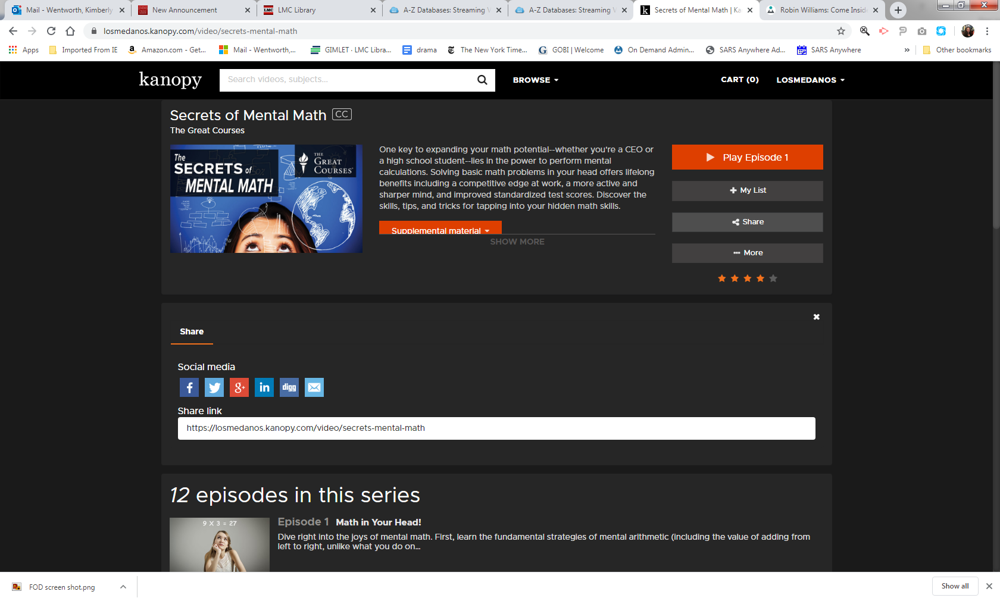 Mail - Wentworth, Kimberly
New Announcement
LMC Library
A-Z Databases: Streaming
A-Z Databases: Streaming
Secrets of Mental Math | Ka
Robin Williams: Come Insid
losmedanos.kanopy.com/video/secrets-mental-math
Apps
Imported From IE
Amazon.com - Get...
Mail - Wentworth,...
GIMLET · LMC Libra...
drama
The New York Time...
GOBI | Welcome
On Demand Admin...
SARS Anywhere Ad...
SARS Anywhere
»
Other bookmarks
kanopy
Search videos, subjects...
BROWSE
CART (0)
LOSMEDANOS
Secrets of Mental Math CC
The Great Courses
The
SECRETS of
MENTAL MATH
THE
GREAT
COURSES
One key to expanding your math potential--whether you're a CEO or
a high school student--lies in the power to perform mental
calculations. Solving basic math problems in your head offers lifelong
benefits including a competitive edge at work, a more active and
sharper mind, and improved standardized test scores. Discover the
skills, tips, and tricks for tapping into your hidden math skills.
Supplemental material
SHOW MORE
Play Episode 1
My List
Share
More
Share
Social media
f
g+
in
digg
Share link
https://losmedanos.kanopy.com/video/secrets-mental-math
12 episodes in this series
9 X 3 = 27
Episode 1 Math in Your Head!
Dive right into the joys of mental math. First, learn the fundamental strategies of mental arithmetic (including the value of adding from
left to right, unlike what you do on...
FOD screen shot.png
Show all